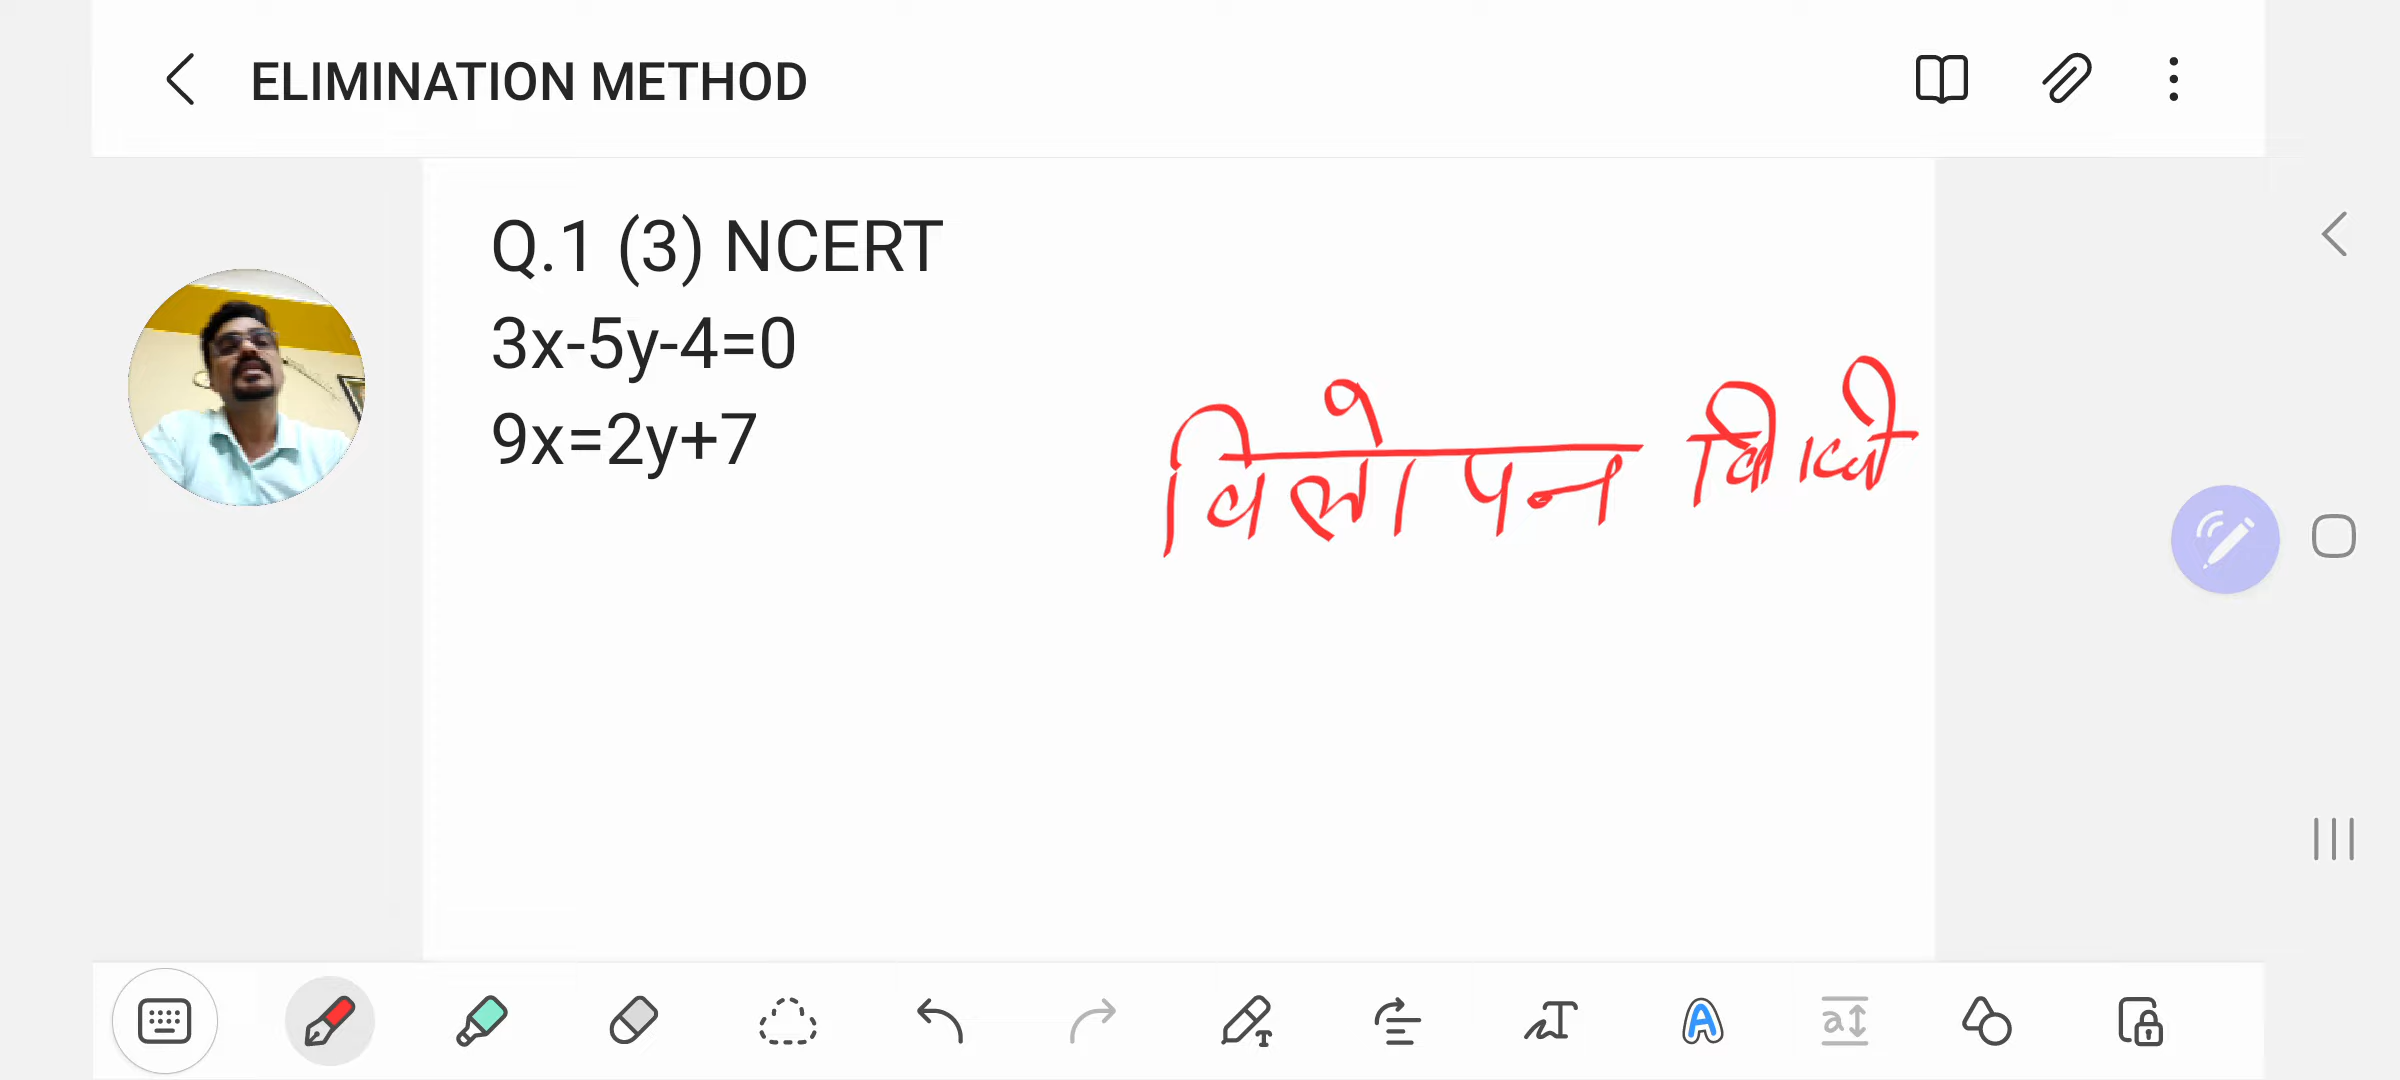 ELIMINATION METHOD
Q.1 (3) NCERT
3x-5y-4=0
9x=2y+7
विलोपन विधी